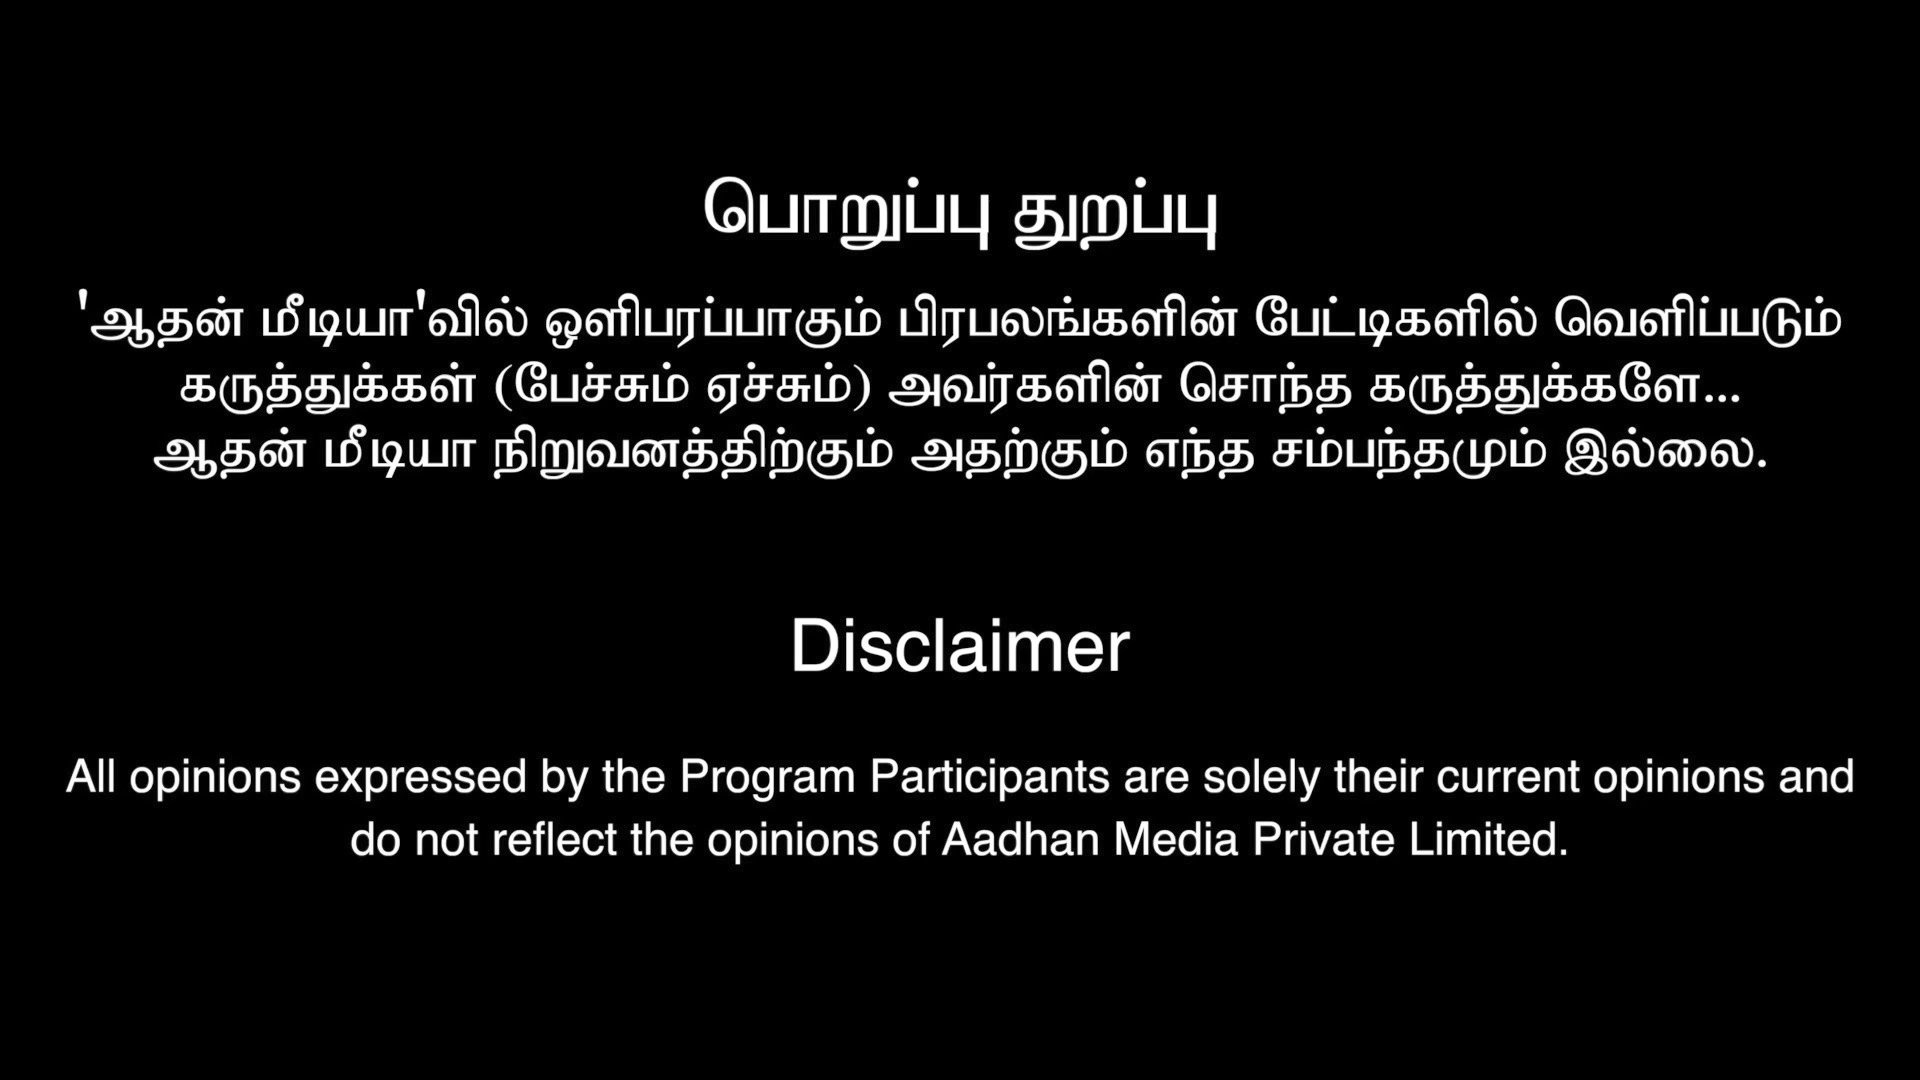 பொறுப்பு துறப்பு
'ஆதன் மீடியா'வில் ஒளிபரப்பாகும் பிரபலங்களின் பேட்டிகளில் வெளிப்படும்
கருத்துக்கள் (பேச்சும் ஏச்சும்) அவர்களின் சொந்த கருத்துக்களே...
ஆதன் மீடியா நிறுவனத்திற்கும் அதற்கும் எந்த சம்பந்தமும் இல்லை.
Disclaimer
All opinions expressed by the Program Participants are solely their current opinions and
do not reflect the opinions of Aadhan Media Private Limited.